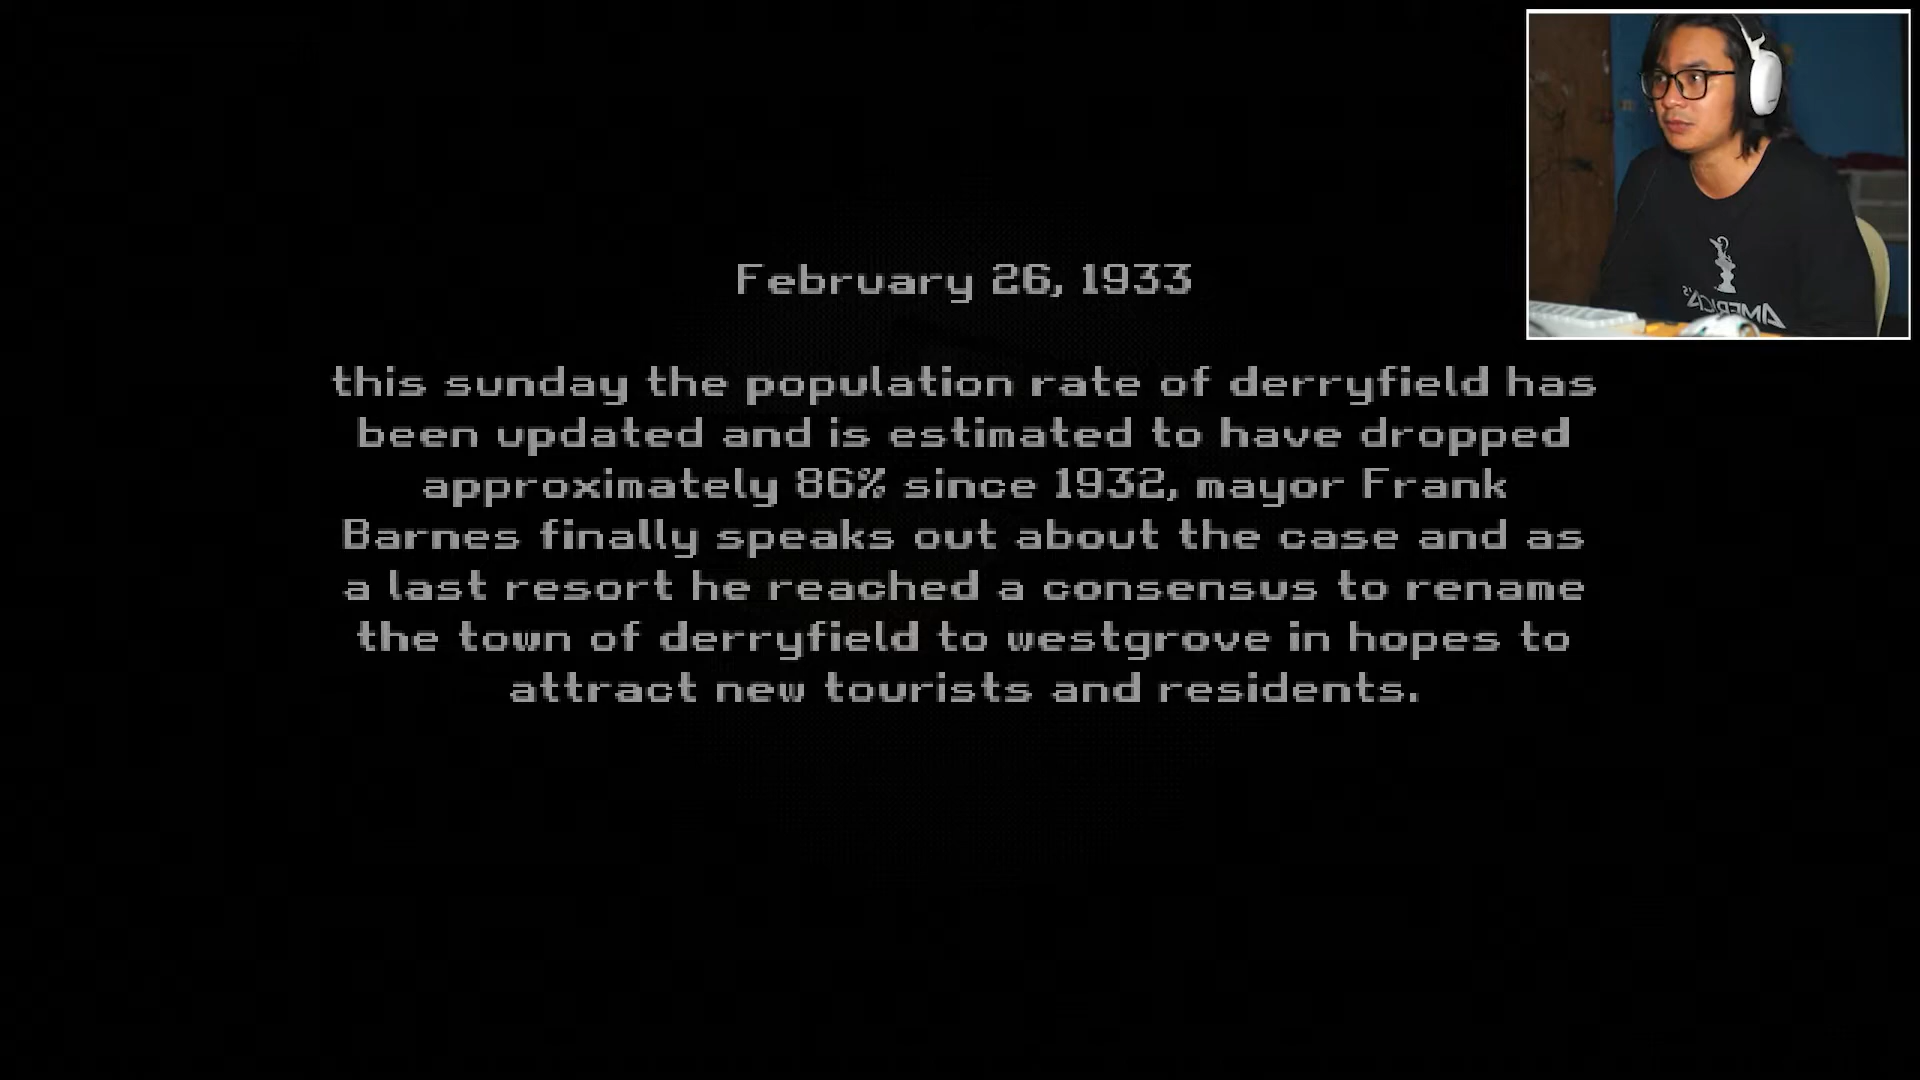 February 26, 1933
this sunday the population rate of derryfield has
been updated and is estimated to have dropped
approximately 86% since 1932, mayor Frank
Barnes finally speaks out about the case and as
a last resort he reached a consensus to rename
the town of derryfield to westgrove in hopes to
attract new tourists and residents.
AMERICA'S